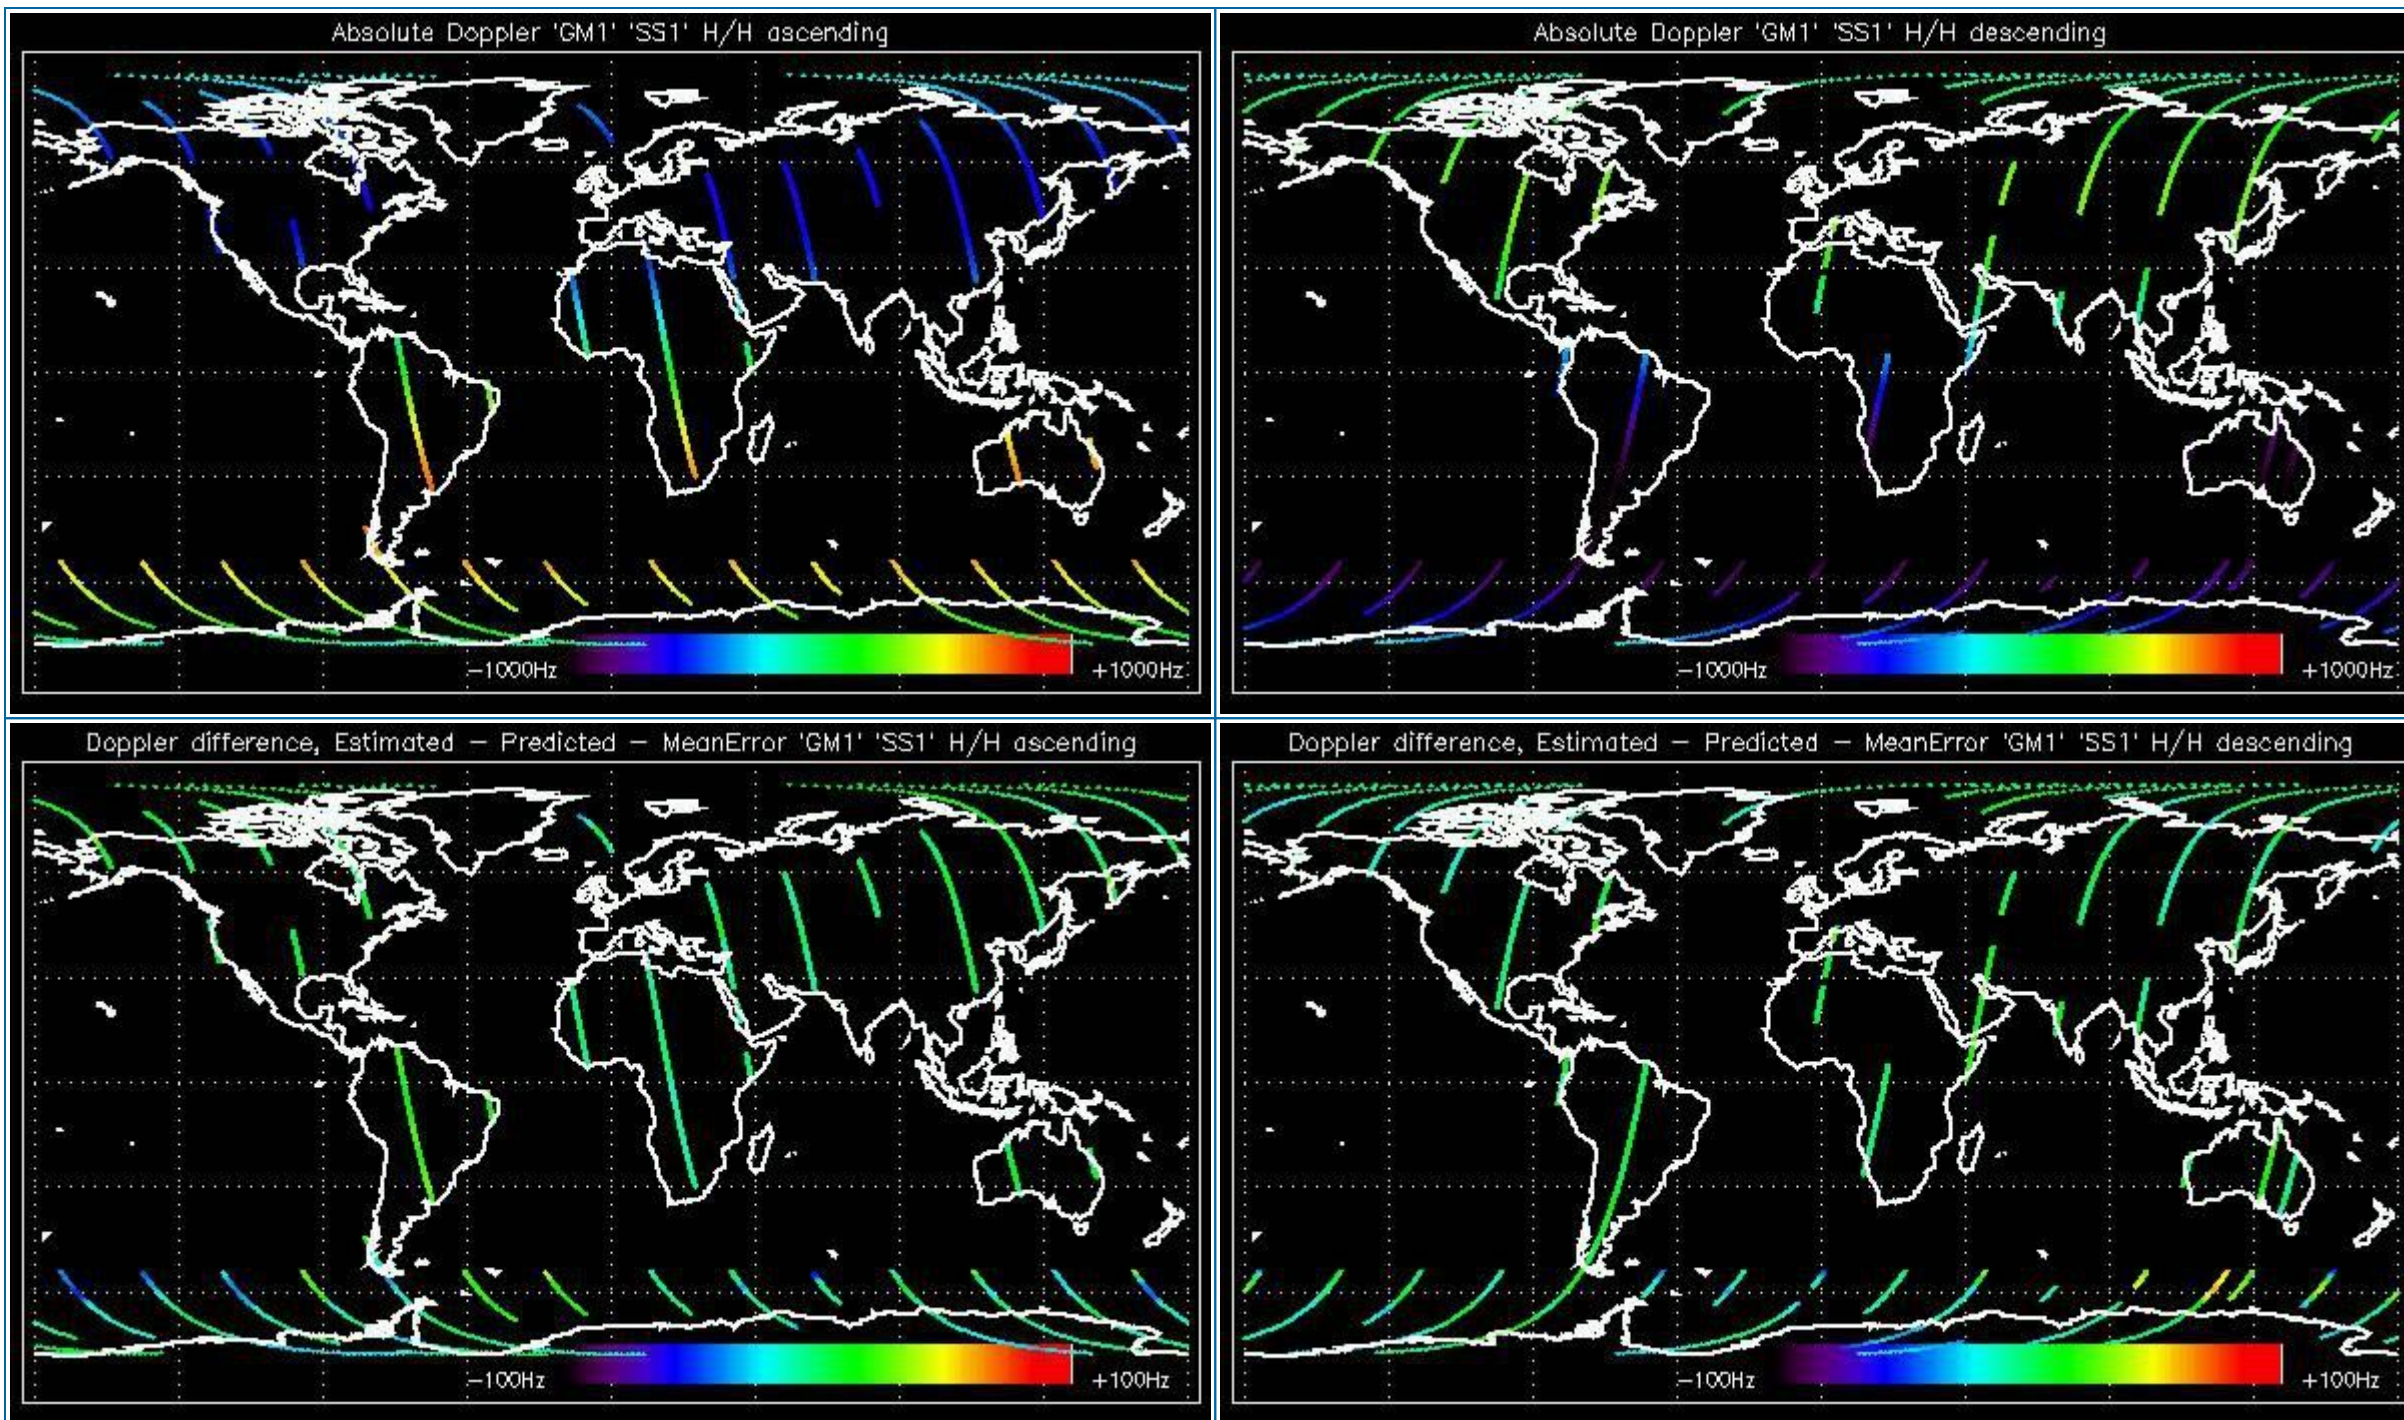 Absolute Doppler 'GM1' 'SS1' H/H ascending
−1000Hz
+1000Hz
Absolute Doppler 'GM1' 'SS1' H/H descending
−1000Hz
+1000Hz
Doppler difference, Estimated − Predicted − MeanError 'GM1' 'SS1' H/H ascending
−100Hz
+100Hz
Doppler difference, Estimated − Predicted − MeanError 'GM1' 'SS1' H/H descending
−100Hz
+100Hz